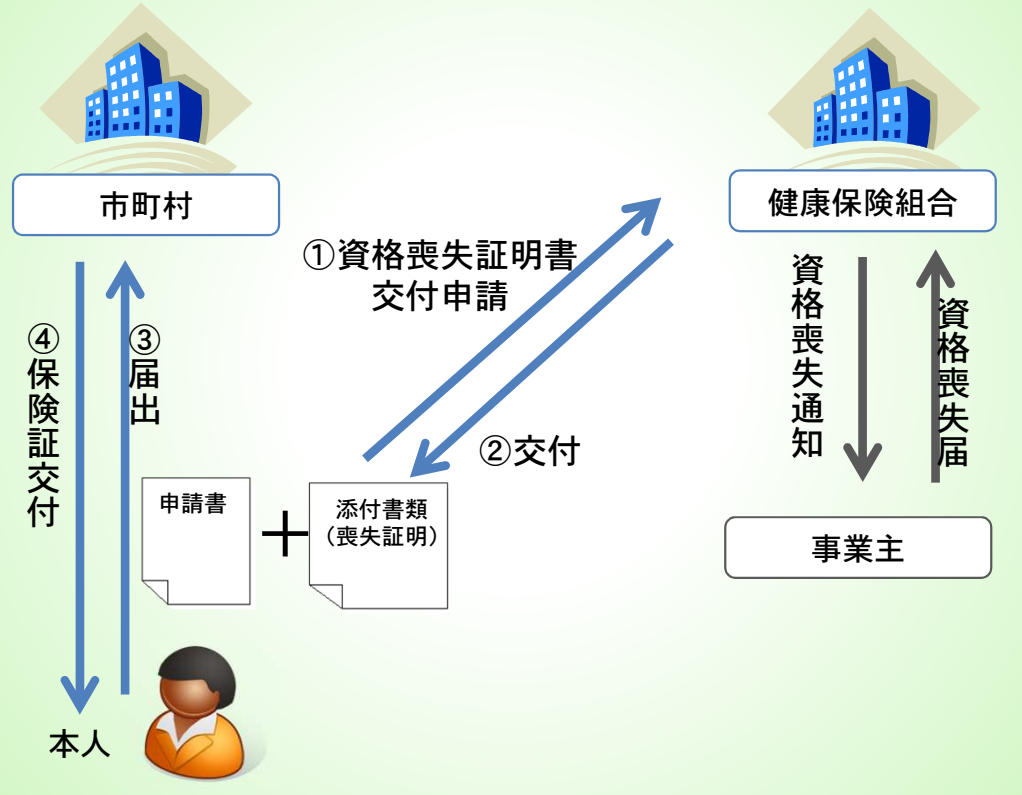 市町村
健康保険組合
①資格喪失証明書
交付申請
②交付
④保険証交付
③届出
資格喪失通知
資格喪失届
申請書
＋
添付書類
（喪失証明）
事業主
本人